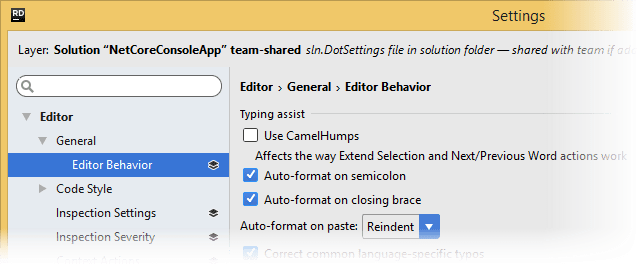 RD
Settings
Layer: Solution “NetCoreConsoleApp” team-shared sln.DotSettings file in solution folder — shared with team if
Editor
General
Editor Behavior
Code Style
Inspection Settings
Inspection Severity
Context Actions
Editor › General › Editor Behavior
Typing assist
Use CamelHumps
Affects the way Extend Selection and Next/Previous Word actions work
Auto-format on semicolon
Auto-format on closing brace
Auto-format on paste: Reindent
Correct common language-specific typos